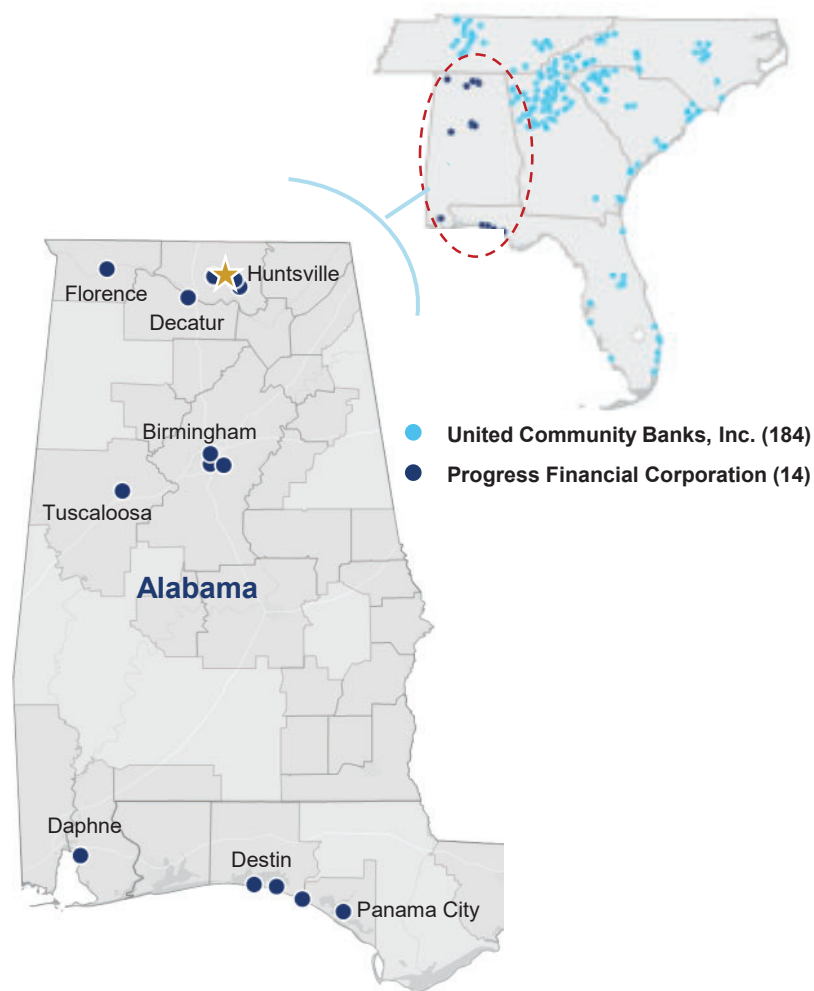 Huntsville
Florence
Decatur
Birmingham
Tuscaloosa
Alabama
Daphne
Destin
Panama City
United Community Banks, Inc. (184)
Progress Financial Corporation (14)